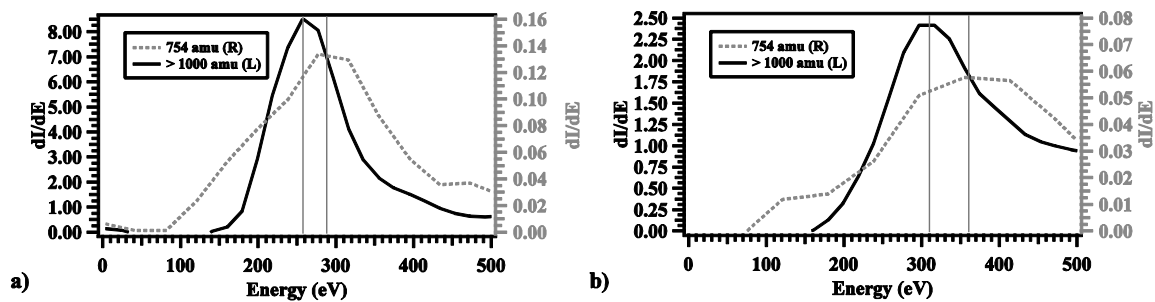 8.00
7.00
6.00
5.00
4.00
3.00
2.00
1.00
0.00
dI/dE
754 amu (R)
> 1000 amu (L)
0.16
0.14
0.12
0.10
0.08
0.06
0.04
0.02
0.00
dI/dE
0 100 200 300 400 500
Energy (eV)
a)
2.50
2.25
2.00
1.75
1.50
1.25
1.00
0.75
0.50
0.25
0.00
dI/dE
754 amu (R)
> 1000 amu (L)
0.08
0.07
0.06
0.05
0.04
0.03
0.02
0.01
0.00
dI/dE
0 100 200 300 400 500
Energy (eV)
b)